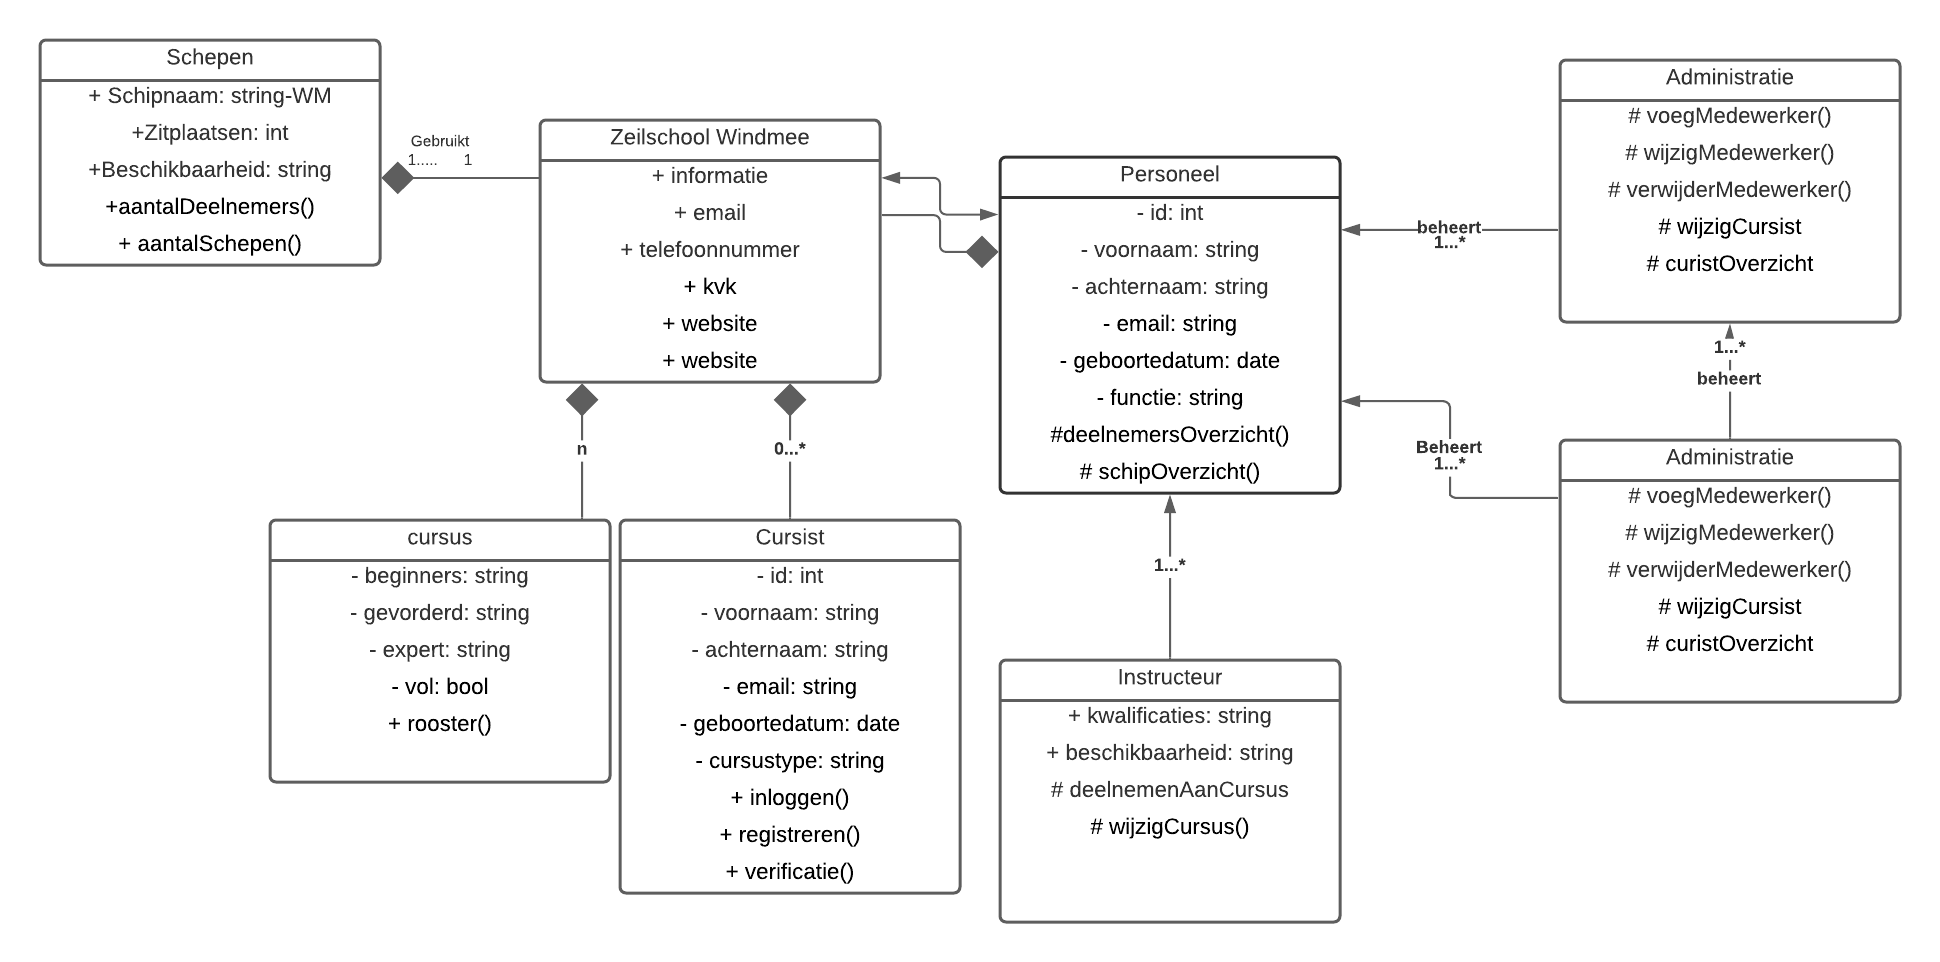 Schepen
+ Schipnaam: string-WM
+Zitplaatsen: int
+Beschikbaarheid: string
+aantalDeelnemers()
+ aantalSchepen()
Gebruikt
1..... 1
Zeilschool Windmee
+ informatie
+ email
+ telefoonnummer
+ kvk
+ website
+ website
Personeel
- id: int
- voornaam: string
- achternaam: string
- email: string
- geboortedatum: date
- functie: string
#deelnemersOverzicht()
# schipOverzicht()
beheert
1...*
Administratie
# voegMedewerker()
# wijzigMedewerker()
# verwijderMedewerker()
# wijzigCursist
# curistOverzicht
1...*
beheert
Beheert
1...*
Administratie
# voegMedewerker()
# wijzigMedewerker()
# verwijderMedewerker()
# wijzigCursist
# curistOverzicht
n
0...*
cursus
- beginners: string
- gevorderd: string
- expert: string
- vol: bool
+ rooster()
Cursist
- id: int
- voornaam: string
- achternaam: string
- email: string
- geboortedatum: date
- cursustype: string
+ inloggen()
+ registreren()
+ verificatie()
1...*
Instructeur
+ kwalificaties: string
+ beschikbaarheid: string
# deelnemenAanCursus
# wijzigCursus()